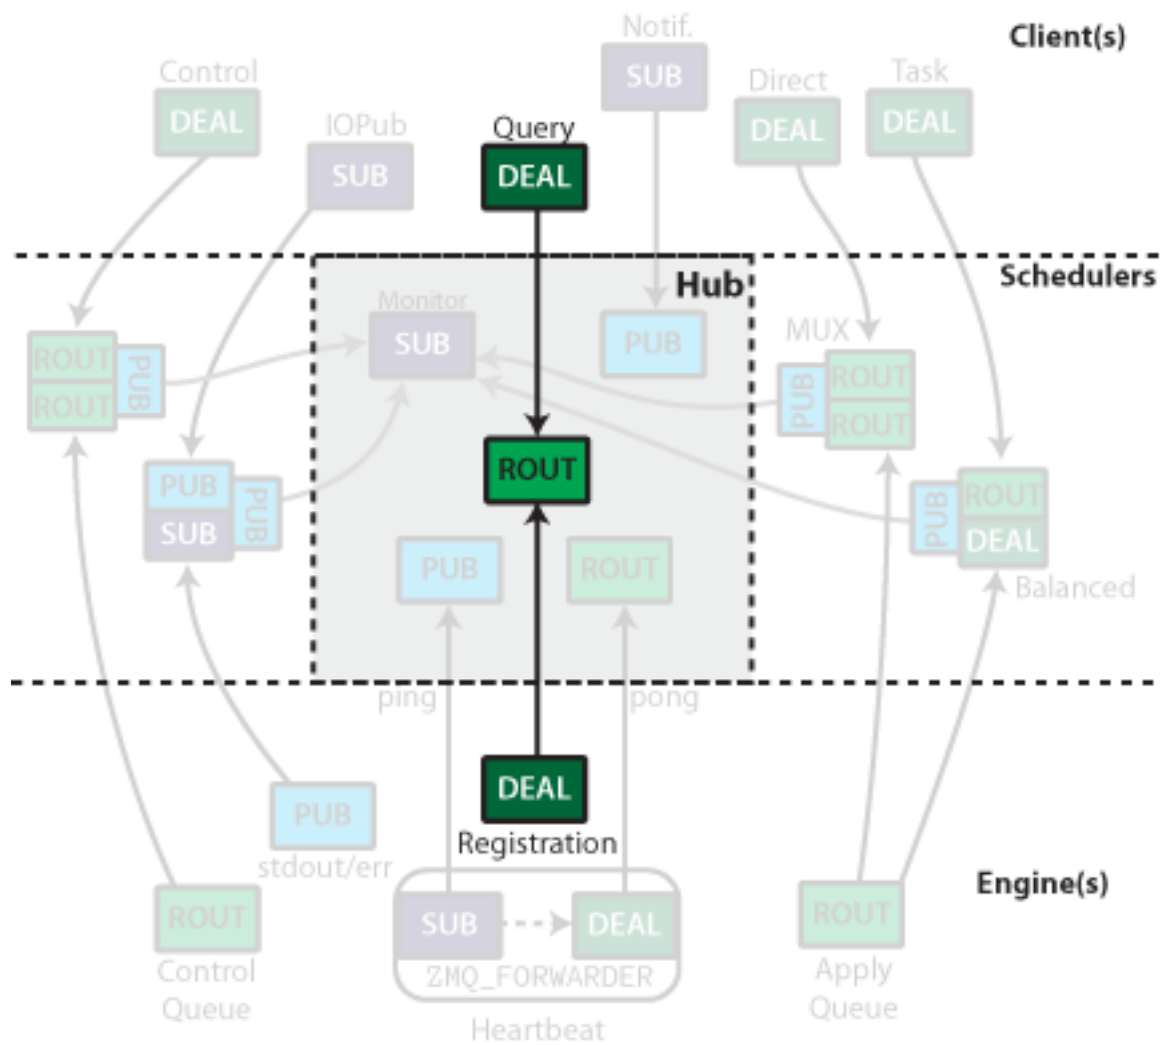 Client(s)
Notif.
SUB
Control
DEAL
Direct
DEAL
Task
DEAL
IOPub
SUB
Query
DEAL
Hub
Schedulers
Monitor
SUB
PUB
MUX
ROUT
ROUT
PUB
PUB
ROUT
ROUT
ROUT
PUB
SUB
PUB
PUB
ROUT
DEAL
Balanced
PUB
ROUT
ping
pong
DEAL
Registration
PUB
stdout/err
Engine(s)
ROUT
Control
Queue
SUB
DEAL
ZMQ_FORWARDER
Heartbeat
ROUT
Apply
Queue